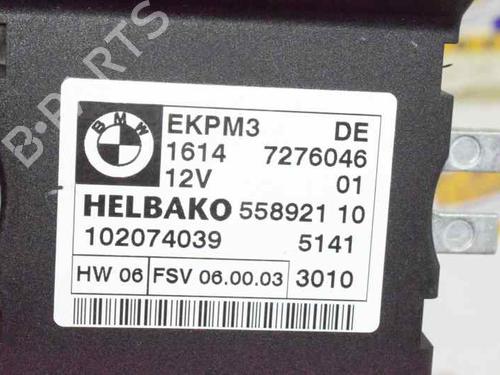 B-PARTS
BMW
EKPM3 DE
1614 7276046
12V 01
HELBAKO 558921 10
102074039 5141
HW 06 FSV 06.00.03 3010